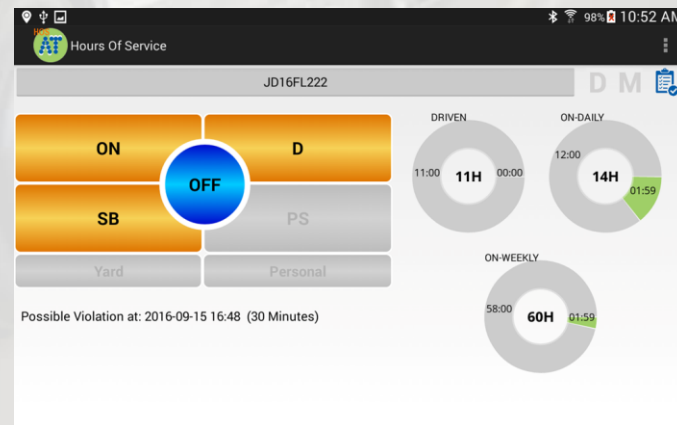 98% 10:52 AM
HOS
AT Hours Of Service
JD16FL222
D M
ON
D
OFF
SB
PS
Yard
Personal
Possible Violation at: 2016-09-15 16:48 (30 Minutes)
DRIVEN
11:00 11H 00:00
ON-DAILY
12:00
14H
01:59
ON-WEEKLY
58:00
60H 01:59